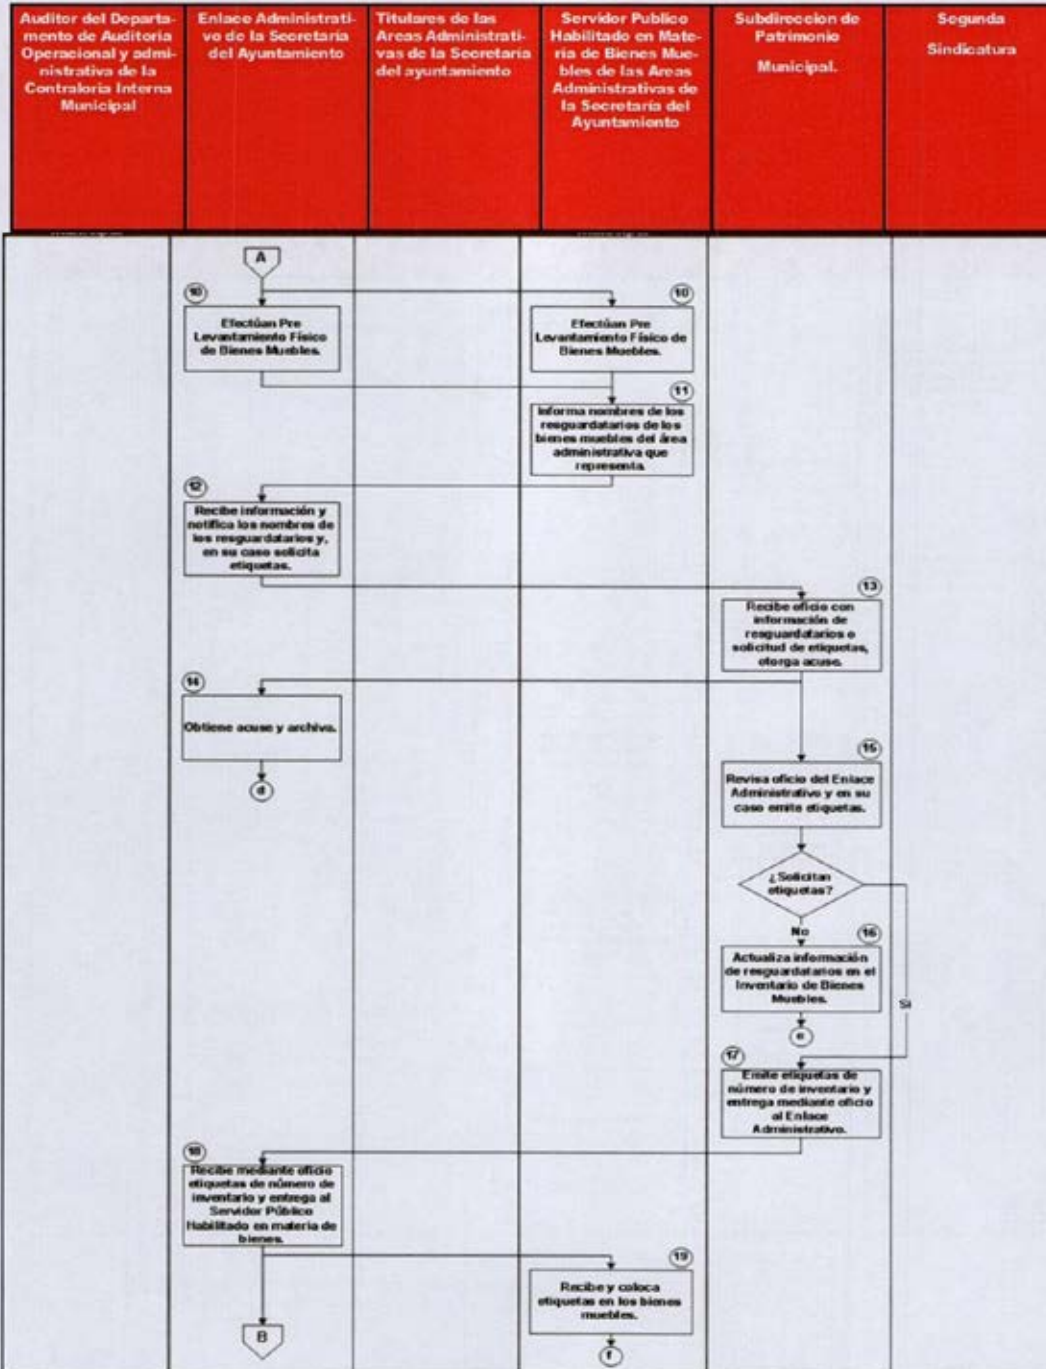 Auditor del Departa-
mento de Auditoria
Operacional y admi-
nistrativa de la
Contraloria Interna
Municipal
Enlace Administrati-
vo de la Secretaría
del Ayuntamiento
Titulares de las
Areas Administrati-
vas de la Secretaría
del ayuntamiento
Servidor Publico
Habilitado en Mate-
ria de Bienes Mue-
bles de las Areas
Administrativas de
la Secretaría del
Ayuntamiento
Subdireccion de
Patrimonio
Municipal.
Segunda
Sindicatura
A
10
Efectúan Pre
Levantamiento Físico
de Bienes Muebles.
10
Efectúan Pre
Levantamiento Físico de
Bienes Muebles.
11
Informa nombres de los
resguardatarios de los
bienes muebles del área
administrativa que
representa.
12
Recibe información y
notifica los nombres de
los resguardatarios y,
en su caso solicita
etiquetas.
13
Recibe oficio con
información de
resguardatarios o
solicitud de etiquetas,
otorga acuse.
14
Obtiene acuse y archiva.
d
15
Revisa oficio del Enlace
Administrativo y en su
caso emite etiquetas.
¿Solicitan
etiquetas?
No
16
Actualiza información
de resguardatarios en el
Inventario de Bienes
Muebles.
Si
e
17
Emite etiquetas de
número de inventario y
entrega mediante oficio
al Enlace
Administrativo.
18
Recibe mediante oficio
etiquetas de número de
inventario y entrega al
Servidor Público
Habilitado en materia de
bienes.
19
Recibe y coloca
etiquetas en los bienes
muebles.
B
f